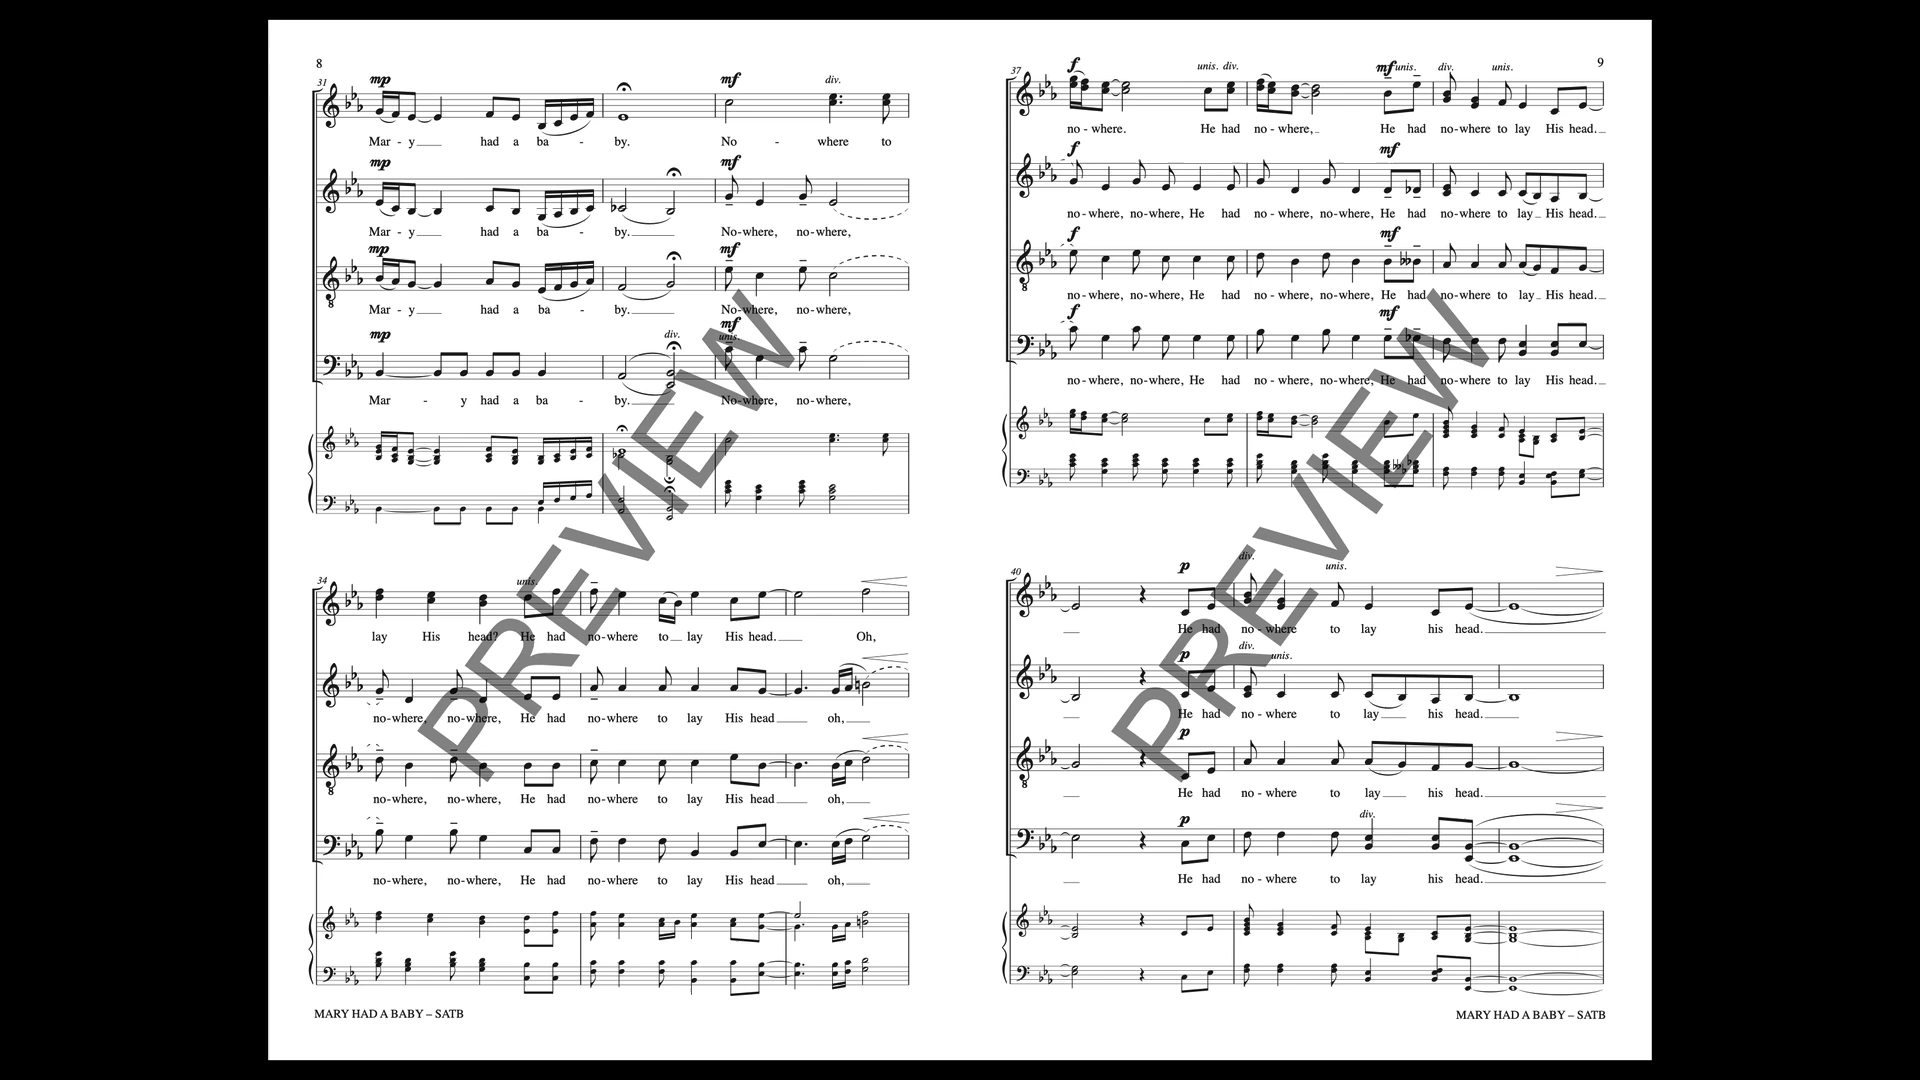 8
31
mp
mf
div.
Mar - y had a ba - by. No - where to
mp
mf
Mar - y had a ba - by. No-where, no-where,
mp
mf
Mar - y had a ba - by. No-where, no-where,
mp
div.
mf
unis.
Mar - y had a ba - by. No-where, no-where,
34
unis.
lay His head? He had no-where to lay His head. Oh,
no-where, no-where, He had no-where to lay His head oh,
no-where, no-where, He had no-where to lay His head oh,
no-where, no-where, He had no-where to lay His head oh,
MARY HAD A BABY – SATB
PREVIEW
9
37
f
unis. div.
mf unis.
div.
unis.
no - where. He had no - where, He had no-where to lay His head.
f
mf
no-where, no-where, He had no - where, no-where, He had no-where to lay His head.
f
mf
no-where, no-where, He had no - where, no-where, He had no-where to lay His head.
f
mf
no-where, no-where, He had no - where, no-where, He had no-where to lay His head.
40
p
div.
unis.
He had no - where to lay his head.
p
div.
unis.
He had no - where to lay his head.
p
He had no - where to lay his head.
p
div.
He had no - where to lay his head.
MARY HAD A BABY – SATB
PREVIEW